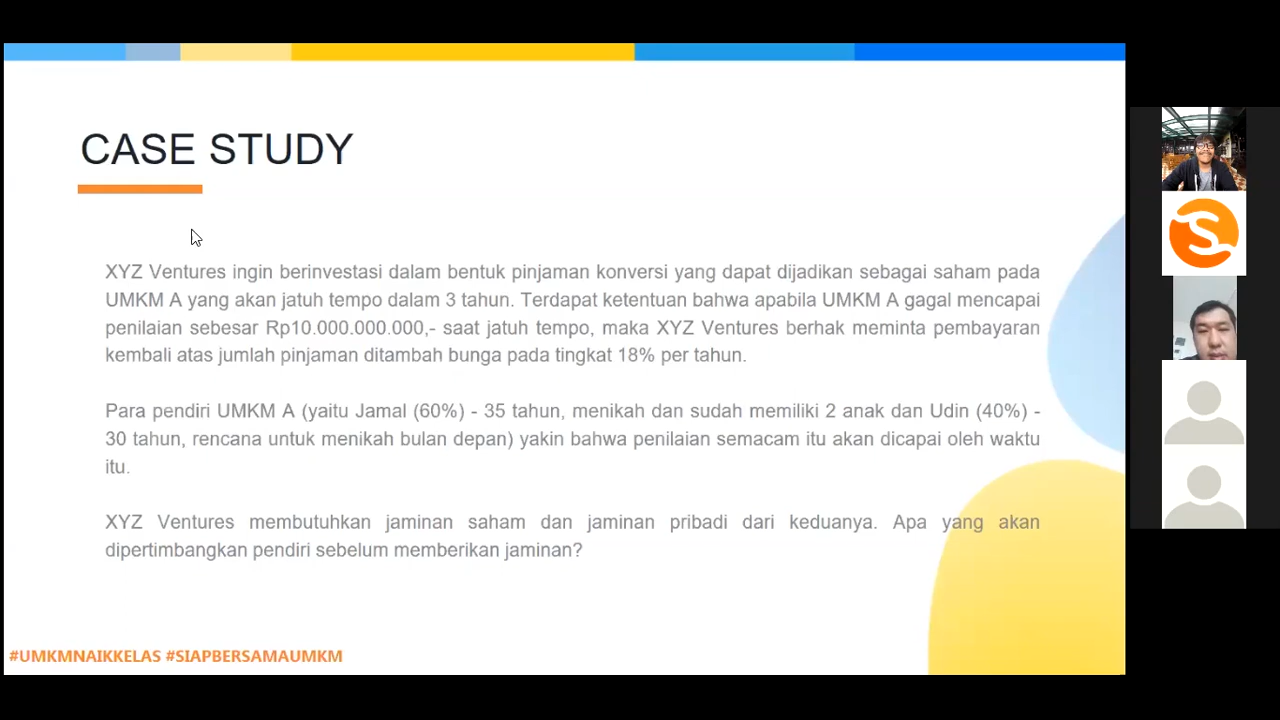 CASE STUDY
XYZ Ventures ingin berinvestasi dalam bentuk pinjaman konversi yang dapat dijadikan sebagai saham pada
UMKM A yang akan jatuh tempo dalam 3 tahun. Terdapat ketentuan bahwa apabila UMKM A gagal mencapai
penilaian sebesar Rp10.000.000.000,- saat jatuh tempo, maka XYZ Ventures berhak meminta pembayaran
kembali atas jumlah pinjaman ditambah bunga pada tingkat 18% per tahun.
Para pendiri UMKM A (yaitu Jamal (60%) - 35 tahun, menikah dan sudah memiliki 2 anak dan Udin (40%) -
30 tahun, rencana untuk menikah bulan depan) yakin bahwa penilaian semacam itu akan dicapai oleh waktu
itu.
XYZ Ventures membutuhkan jaminan saham dan jaminan pribadi dari keduanya. Apa yang akan
dipertimbangkan pendiri sebelum memberikan jaminan?
#UMKMNAIKKELAS #SIAPBERSAMAUMKM